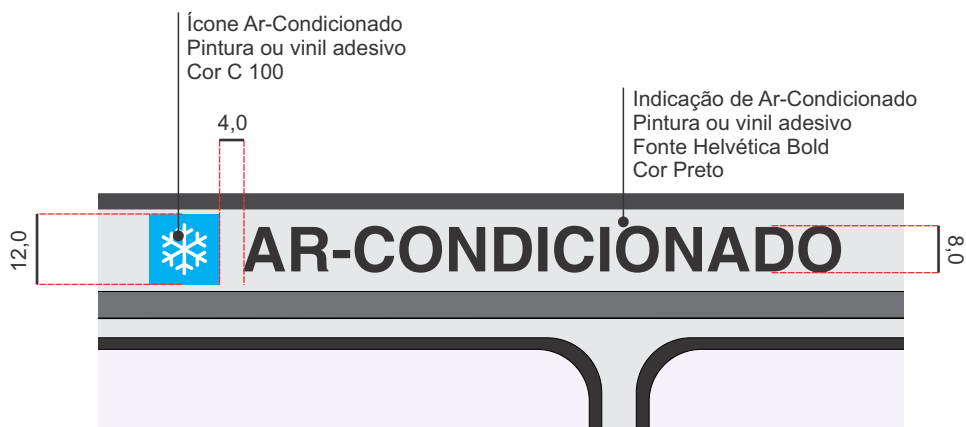 Ícone Ar-Condicionado
Pintura ou vinil adesivo
Cor C 100
4,0
Indicação de Ar-Condicionado
Pintura ou vinil adesivo
Fonte Helvética Bold
Cor Preto
12,0
AR-CONDICIONADO
8,0